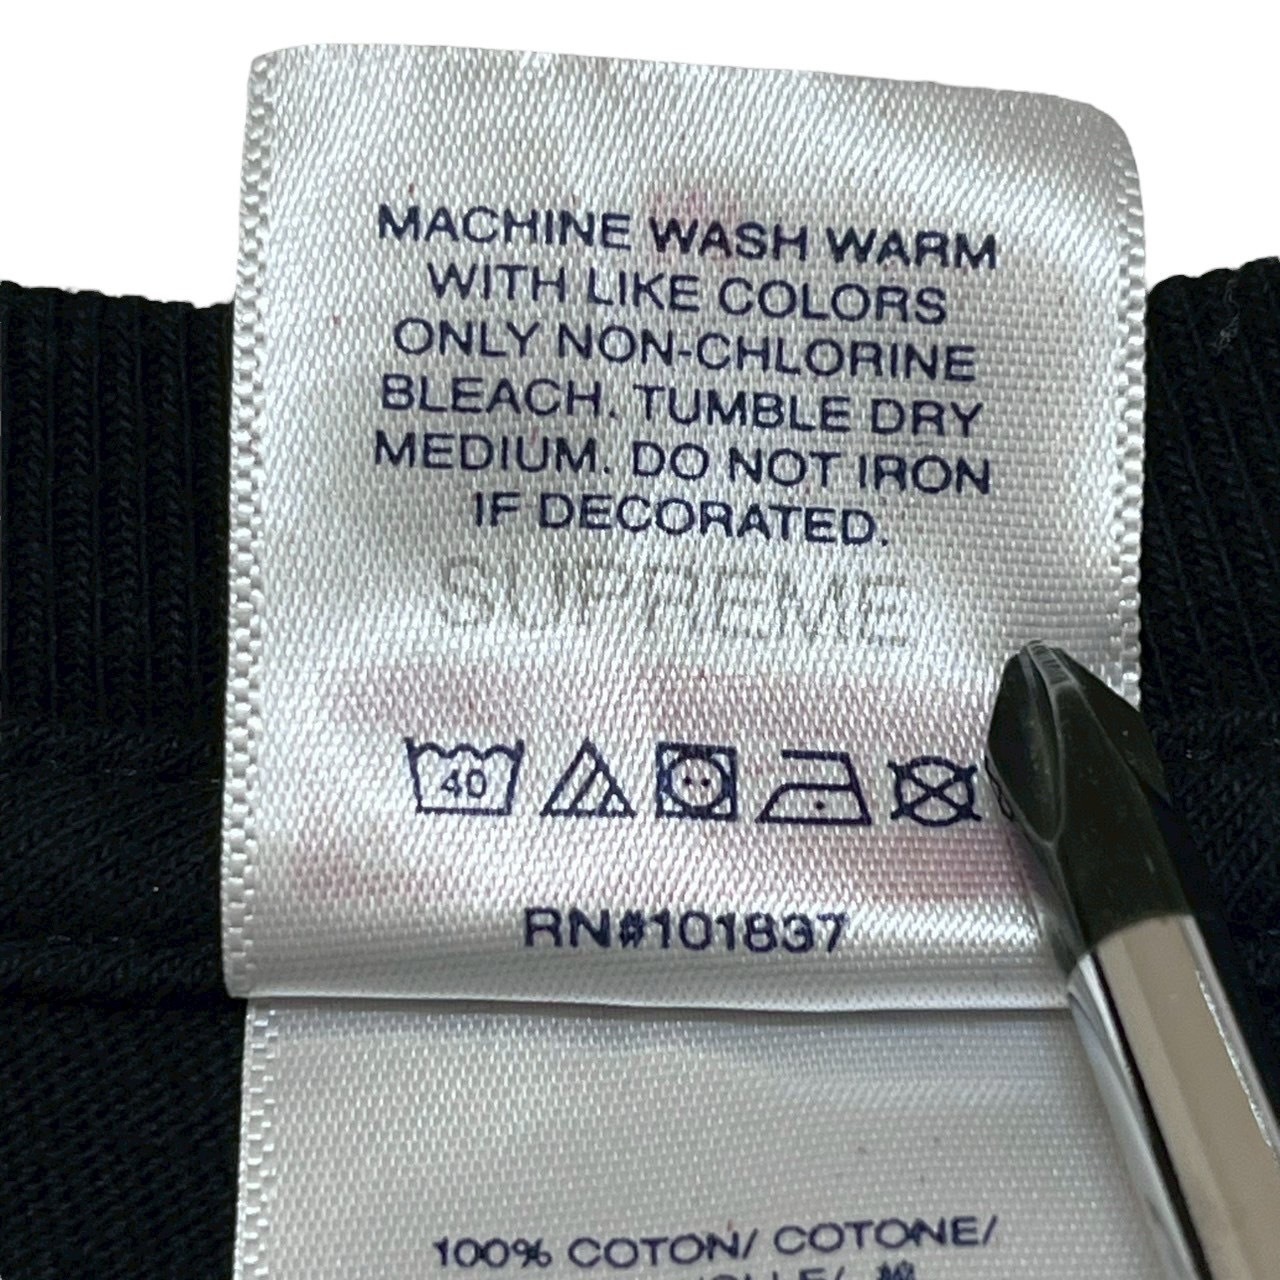 MACHINE WASH WARM
WITH LIKE COLORS
ONLY NON-CHLORINE
BLEACH. TUMBLE DRY
MEDIUM. DO NOT IRON
IF DECORATED.
SUPREME
40
RN#101837
100% COTON/ COTONE/